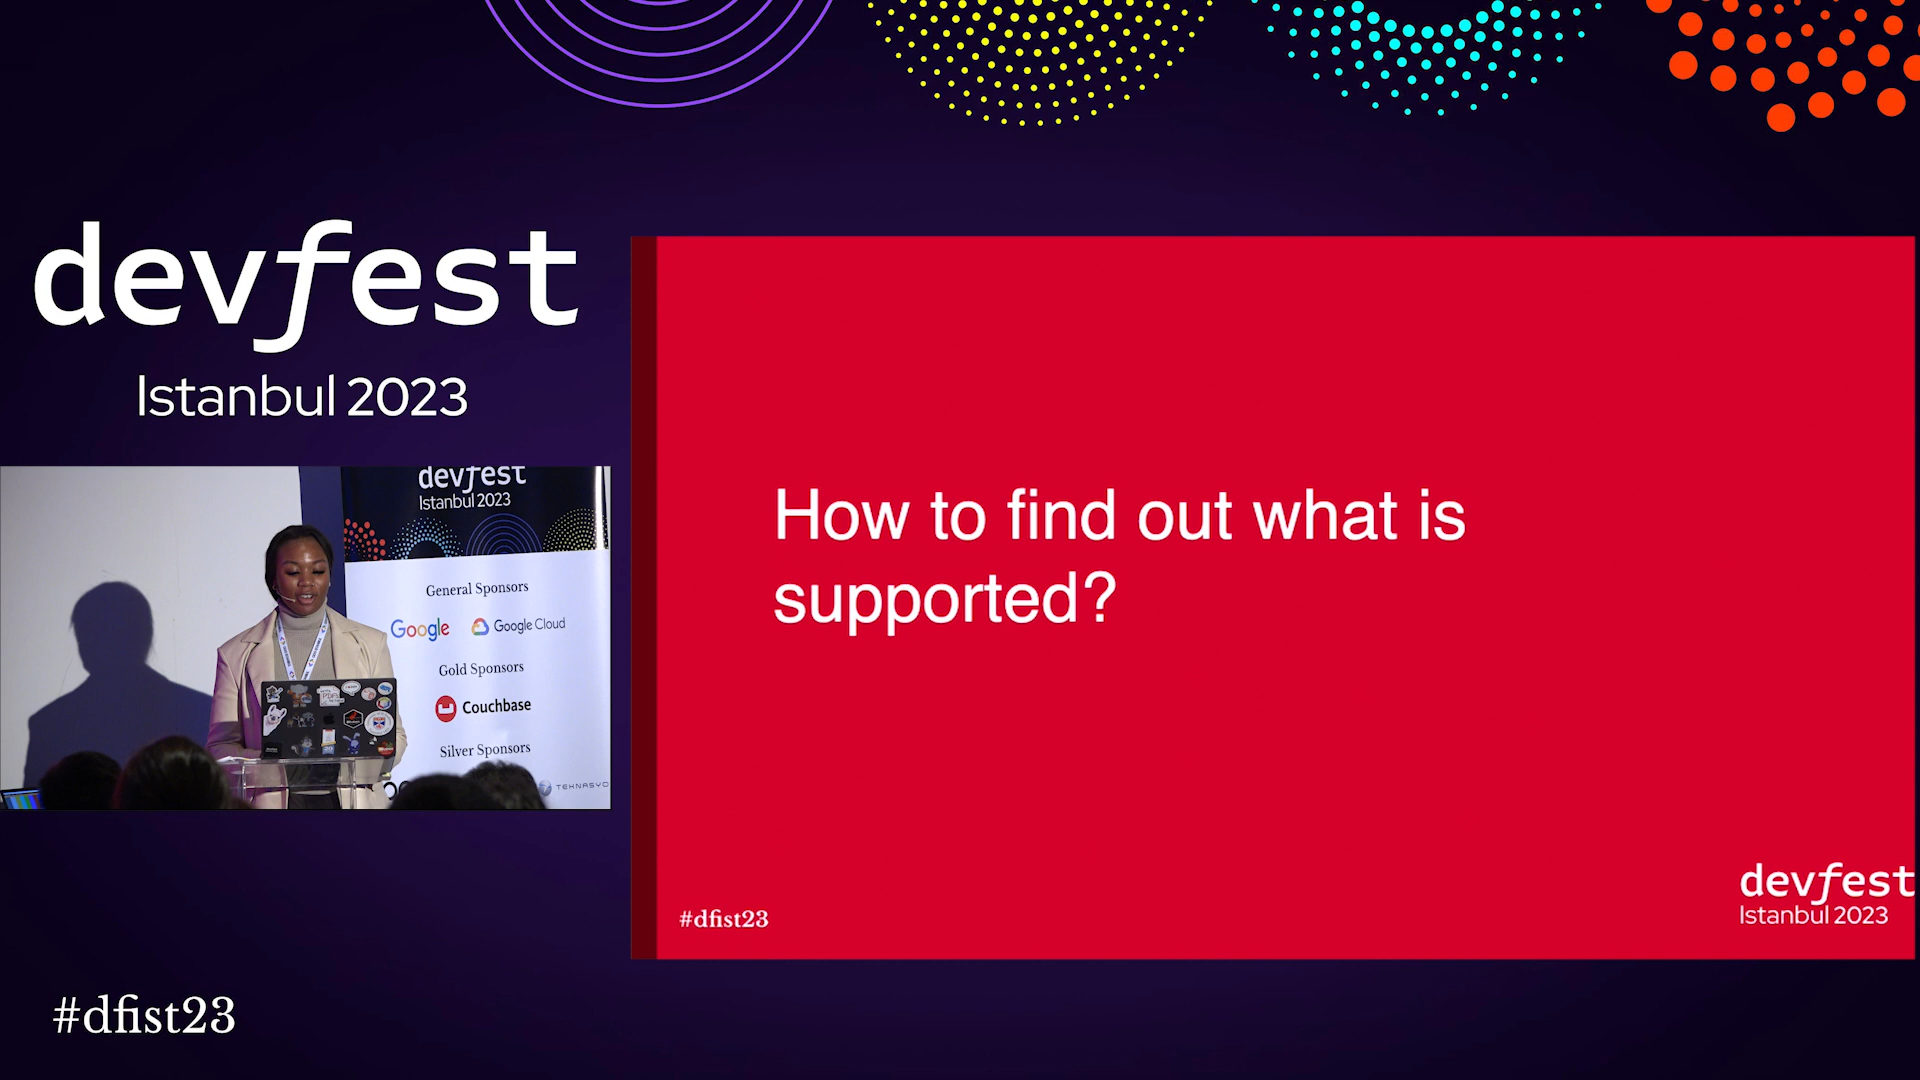 devfest
Istanbul 2023
devfest
Istanbul 2023
General Sponsors
Google
Google Cloud
Gold Sponsors
Couchbase
Silver Sponsors
How to find out what is
supported?
#dfist23
devfest
Istanbul 2023
#dfist23